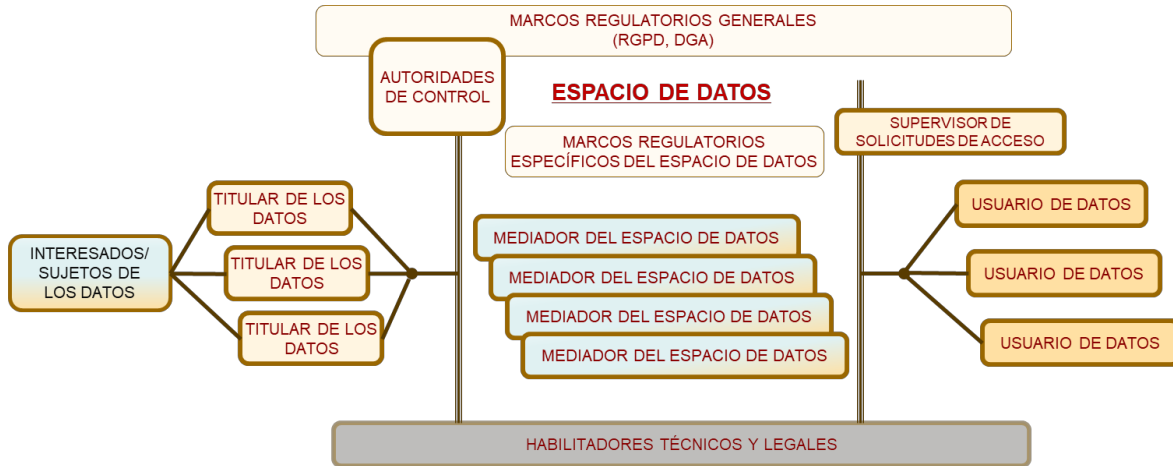 MARCOS REGULATORIOS GENERALES
(RGPD, DGA)
AUTORIDADES
DE CONTROL
ESPACIO DE DATOS
MARCOS REGULATORIOS
ESPECÍFICOS DEL ESPACIO DE DATOS
SUPERVISOR DE
SOLICITUDES DE ACCESO
INTERESADOS/
SUJETOS DE
LOS DATOS
TITULAR DE LOS
DATOS
TITULAR DE LOS
DATOS
TITULAR DE LOS
DATOS
MEDIADOR DEL ESPACIO DE DATOS
MEDIADOR DEL ESPACIO DE DATOS
MEDIADOR DEL ESPACIO DE DATOS
MEDIADOR DEL ESPACIO DE DATOS
USUARIO DE DATOS
USUARIO DE DATOS
USUARIO DE DATOS
HABILITADORES TÉCNICOS Y LEGALES